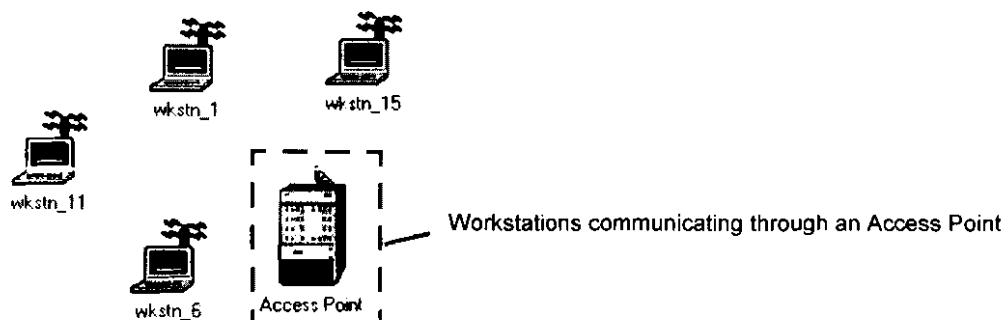 wkstn_1
wkstn_15
wkstn_11
Workstations communicating through an Access Point
wkstn_6
Access Point